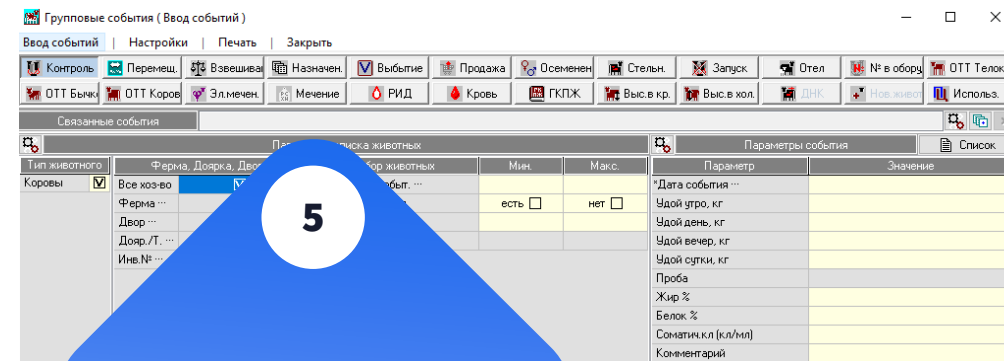 Групповые события ( Ввод событий )
Ввод событий | Настройки | Печать | Закрыть
Контроль Перемещ. Взвешива Назначен. Выбытие Продажа Осеменен Стельн. Запуск Отел № в обору ОТТ Телок
ОТТ Бычк ОТТ Коров Эл.мечен. Мечение РИД Кровь ГКПЖ Выс.в кр. Выс.в хол. ДНК Нов.живот Использ.
Связанные события
списка животных Параметры события Список
Тип животного Ферма, Доярка, Двор животных Мин. Макс. Параметр Значение
Коровы Все хоз-во *Дата события ...
Ферма ... есть нет Удой утро, кг
Двор ... Удой день, кг
5
Дояр./Т. ... Удой вечер, кг
Инв.№ ... Удой сутки, кг
Проба
Жир %
Белок %
Соматич.кл (кл/мл)
Комментарий